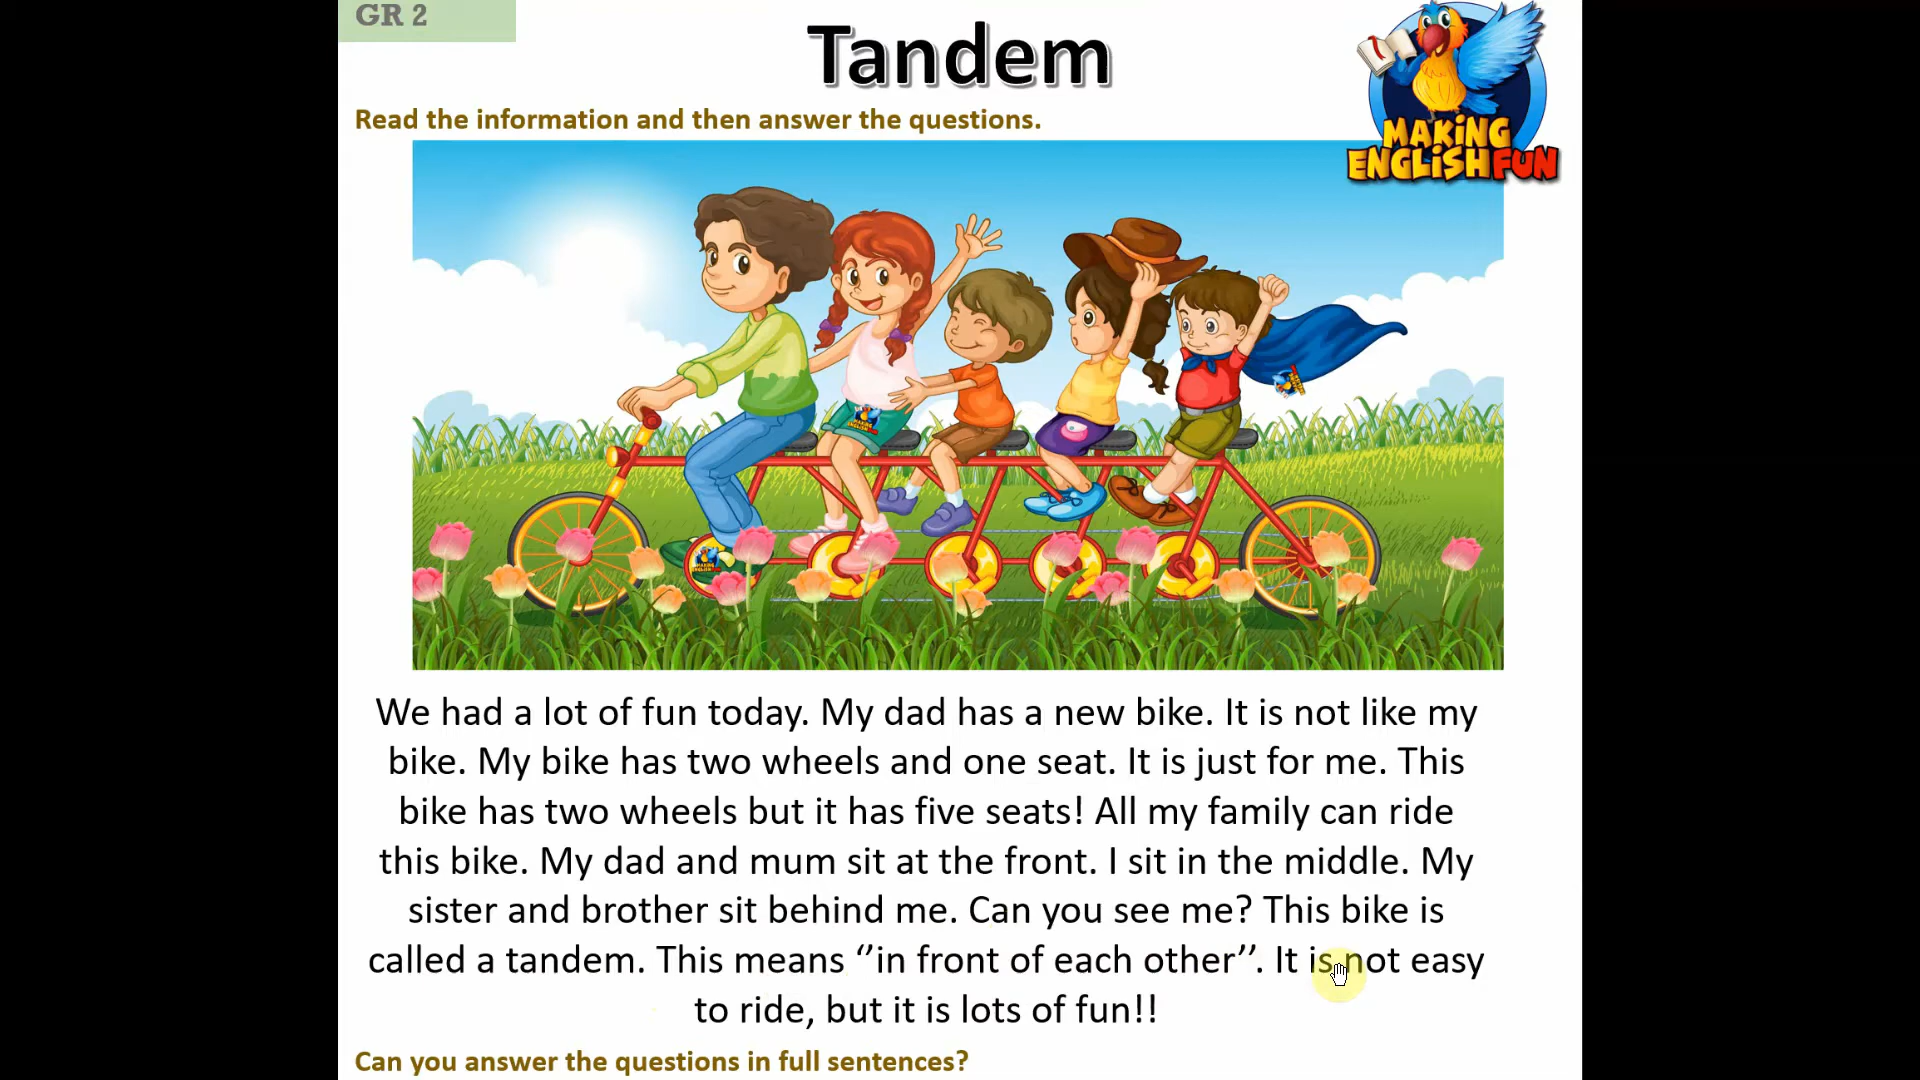 GR 2
Tandem
MAKING
ENGLISH FUN
Read the information and then answer the questions.
We had a lot of fun today. My dad has a new bike. It is not like my
bike. My bike has two wheels and one seat. It is just for me. This
bike has two wheels but it has five seats! All my family can ride
this bike. My dad and mum sit at the front. I sit in the middle. My
sister and brother sit behind me. Can you see me? This bike is
called a tandem. This means ‘’in front of each other’’. It is not easy
to ride, but it is lots of fun!!
Can you answer the questions in full sentences?